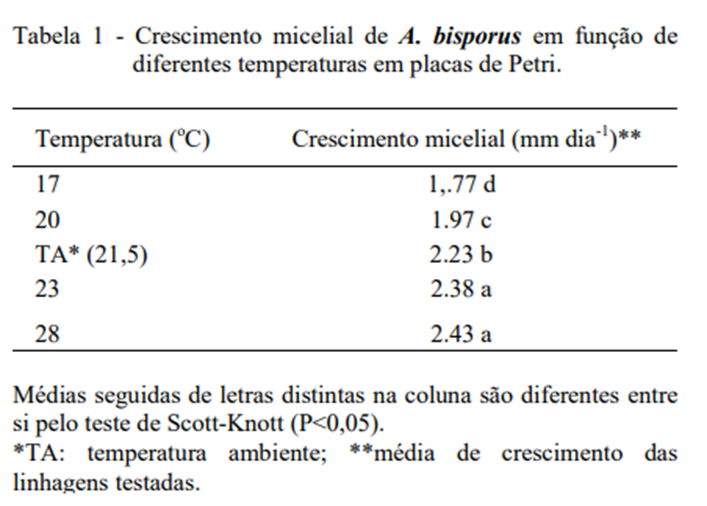 Tabela 1 - Crescimento micelial de A. bisporus em função de
diferentes temperaturas em placas de Petri.
Temperatura (ºC) Crescimento micelial (mm dia⁻¹)**
17 1,.77 d
20 1.97 c
TA* (21,5) 2.23 b
23 2.38 a
28 2.43 a
Médias seguidas de letras distintas na coluna são diferentes entre
si pelo teste de Scott-Knott (P<0,05).
*TA: temperatura ambiente; **média de crescimento das
linhagens testadas.